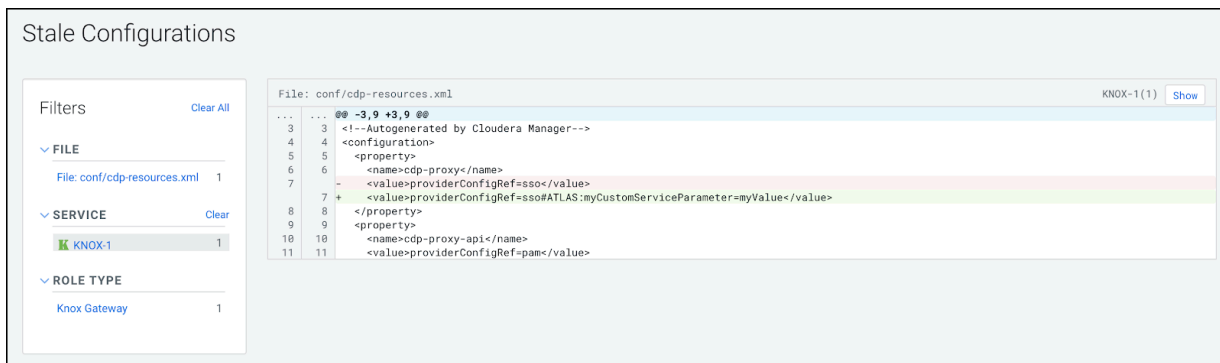 Stale Configurations
Filters Clear All
FILE
File: conf/cdp-resources.xml 1
SERVICE Clear
KNOX-1 1
ROLE TYPE
Knox Gateway 1
File: conf/cdp-resources.xml KNOX-1(1) Show
... ... @@ -3,9 +3,9 @@
3 3 <!--Autogenerated by Cloudera Manager-->
4 4 <configuration>
5 5 <property>
6 6 <name>cdp-proxy</name>
7 - <value>providerConfigRef=sso</value>
7 + <value>providerConfigRef=sso#ATLAS:myCustomServiceParameter=myValue</value>
8 8 </property>
9 9 <property>
10 10 <name>cdp-proxy-api</name>
11 11 <value>providerConfigRef=pam</value>